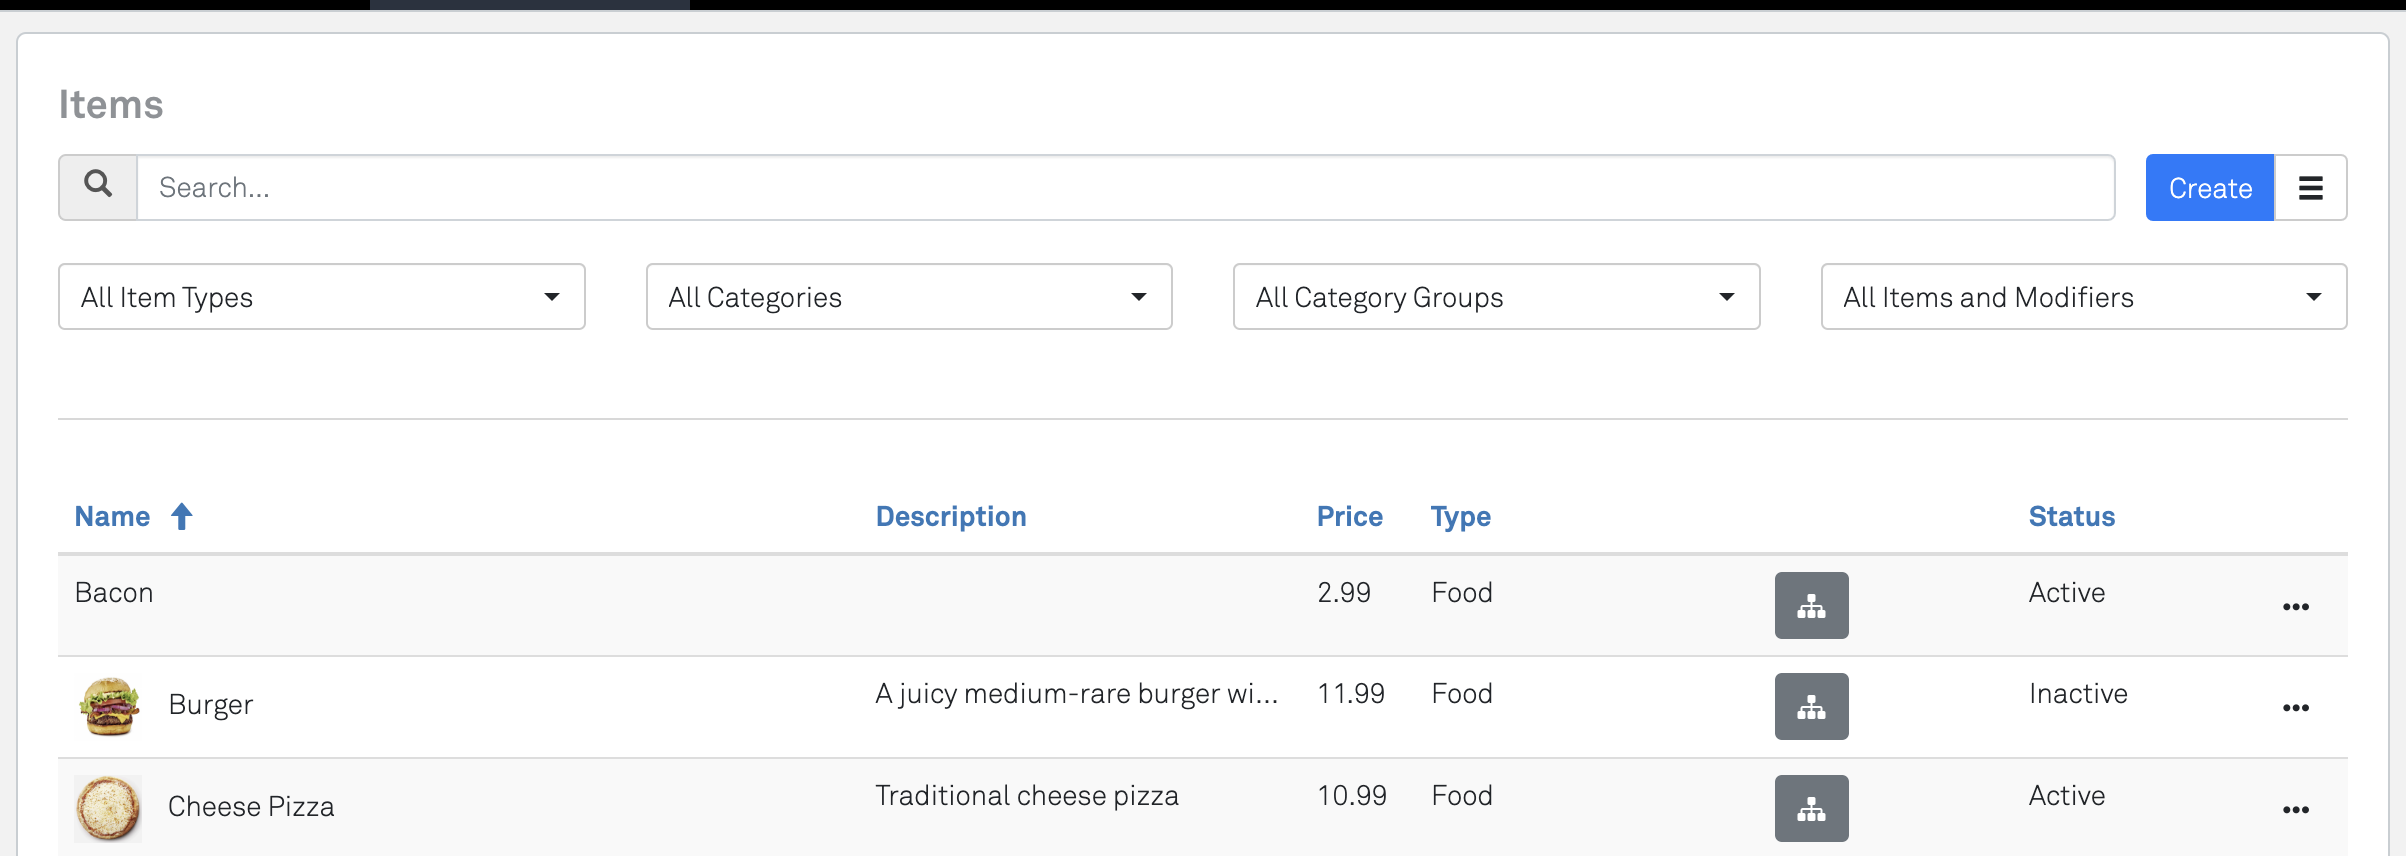 Items
Search...
Create
All Item Types
All Categories
All Category Groups
All Items and Modifiers
Name Description Price Type Status
Bacon 2.99 Food Active
Burger A juicy medium-rare burger wi... 11.99 Food Inactive
Cheese Pizza Traditional cheese pizza 10.99 Food Active